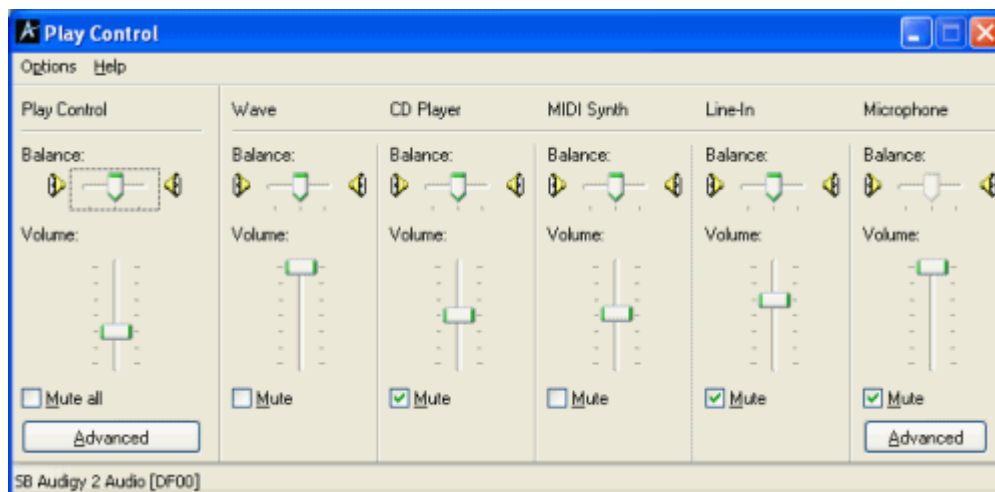 Play Control
Options Help
Play Control Wave CD Player MIDI Synth Line-In Microphone
Balance: Balance: Balance: Balance: Balance: Balance:
Volume: Volume: Volume: Volume: Volume: Volume:
Mute all Mute Mute Mute Mute Mute
Advanced Advanced
SB Audigy 2 Audio [DF00]